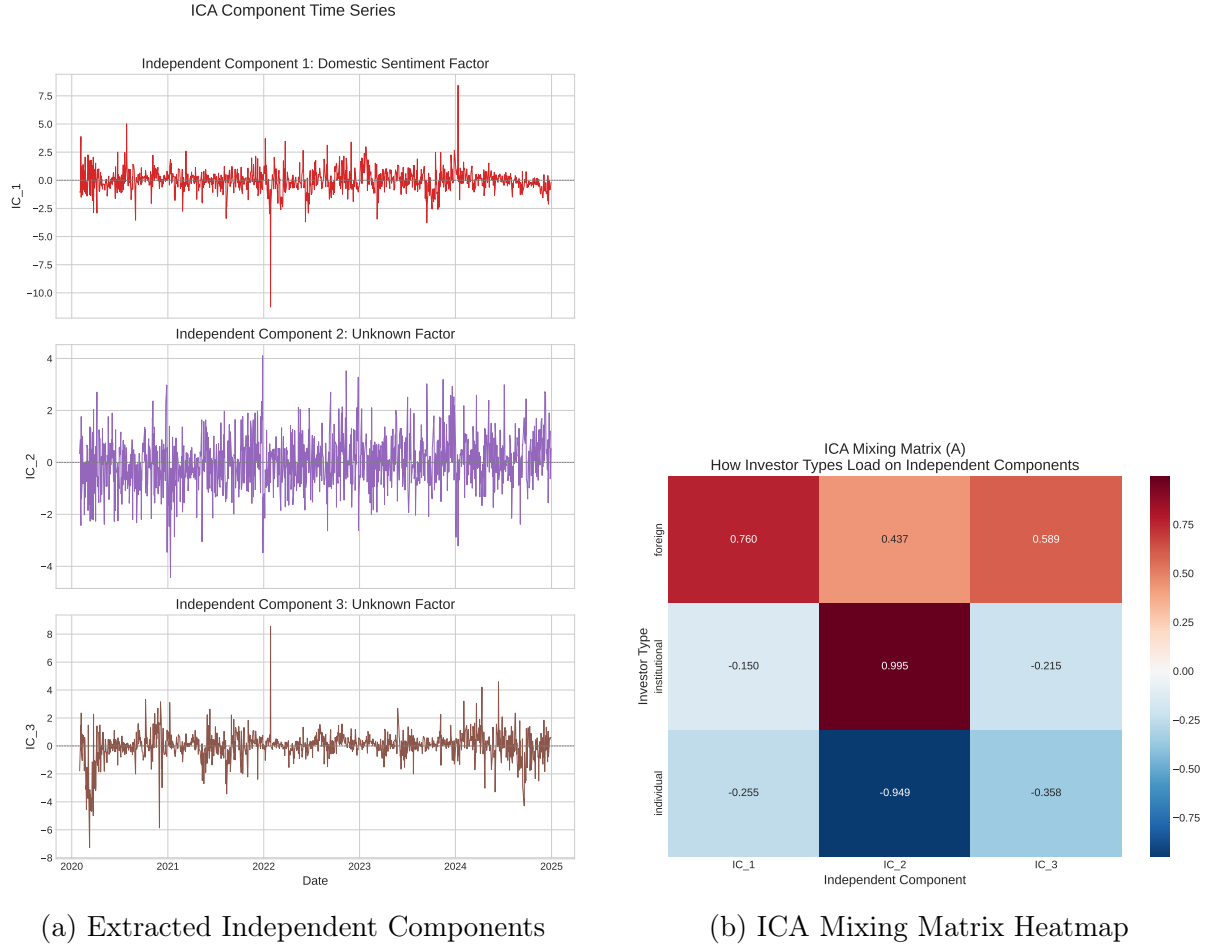 ICA Component Time Series
Independent Component 1: Domestic Sentiment Factor
7.5
5.0
2.5
0.0
−2.5
−5.0
−7.5
−10.0
IC_1
Independent Component 2: Unknown Factor
4
2
0
−2
−4
IC_2
Independent Component 3: Unknown Factor
8
6
4
2
0
−2
−4
−6
−8
IC_3
2020 2021 2022 2023 2024 2025
Date
(a) Extracted Independent Components
ICA Mixing Matrix (A)
How Investor Types Load on Independent Components
Investor Type
foreign
0.760 0.437 0.589
institutional
-0.150 0.995 -0.215
individual
-0.255 -0.949 -0.358
IC_1 IC_2 IC_3
Independent Component
0.75
0.50
0.25
0.00
−0.25
−0.50
−0.75
(b) ICA Mixing Matrix Heatmap